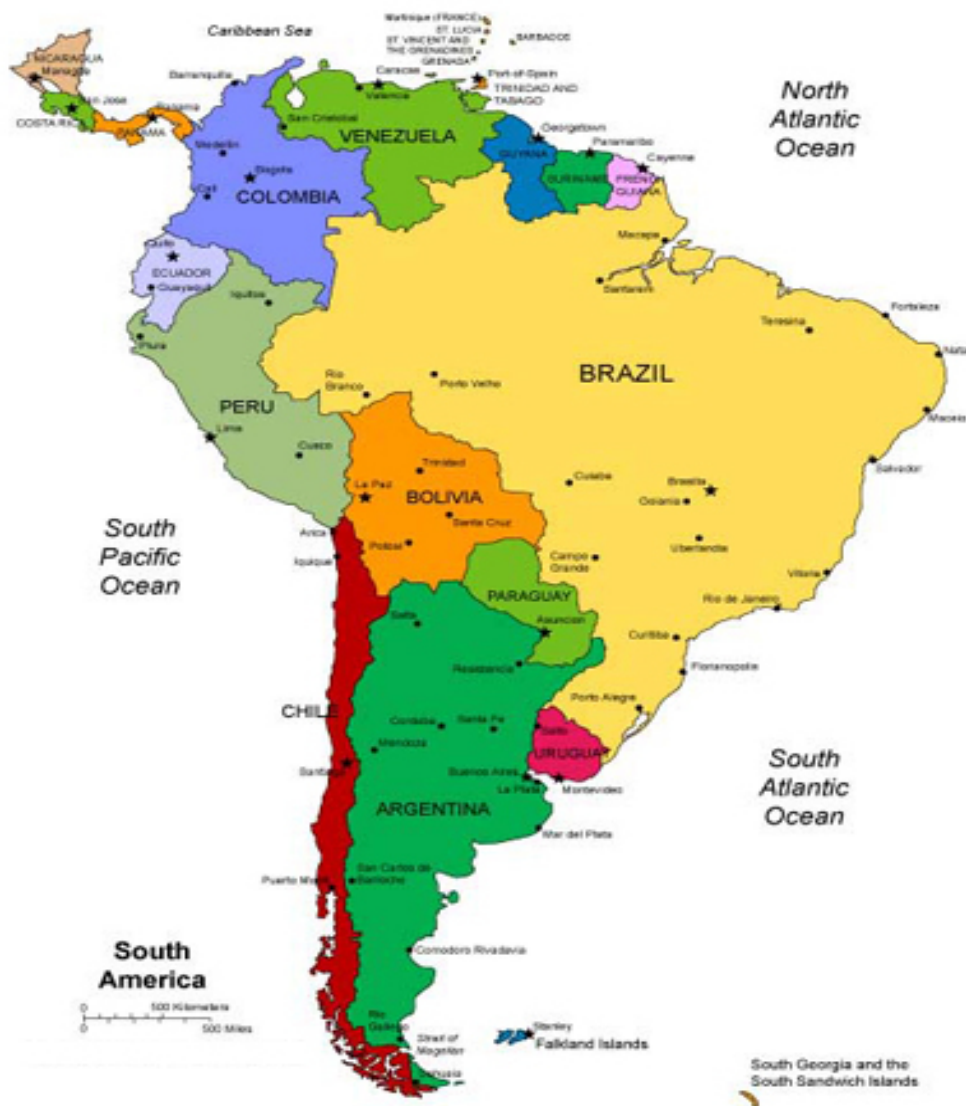 Caribbean Sea
Martinique (FRANCE)
ST. LUCIA
ST. VINCENT AND
THE GRENADINES
GRENADA
BARBADOS
NICARAGUA
Managua
San Jose
COSTA RICA
Panama
PANAMA
Barranquilla
Caracas
Valencia
Port-of-Spain
TRINIDAD AND
TOBAGO
San Cristobal
VENEZUELA
North
Atlantic
Ocean
Georgetown
GUYANA
Paramaribo
SURINAME
Cayenne
FRENCH
GUIANA
Medellin
Bogota
Cali
COLOMBIA
Quito
ECUADOR
Guayaquil
Iquitos
Macapa
Santarem
Fortaleza
Teresina
Natal
Piura
BRAZIL
Rio
Branco
Porto Velho
PERU
Maceio
Lima
Cusco
Trinidad
Salvador
La Paz
BOLIVIA
Cuiaba
Brasilia
Goiania
Santa Cruz
South
Pacific
Ocean
Arica
Iquique
Potosi
Campo
Grande
Uberlandia
Vitoria
PARAGUAY
Rio de Janeiro
Salta
Asuncion
Curitiba
Resistencia
Florianopolis
Porto Alegre
CHILE
Cordoba
Santa Fe
Salto
Mendoza
URUGUAY
Santiago
Buenos Aires
La Plata
Montevideo
South
Atlantic
Ocean
ARGENTINA
Mar del Plata
Puerto Montt
San Carlos de
Bariloche
South
America
Comodoro Rivadavia
0 500 Kilometers
0 500 Miles
Rio
Gallegos
Strait of
Magellan
Stanley
Falkland Islands
Ushuaia
South Georgia and the
South Sandwich Islands